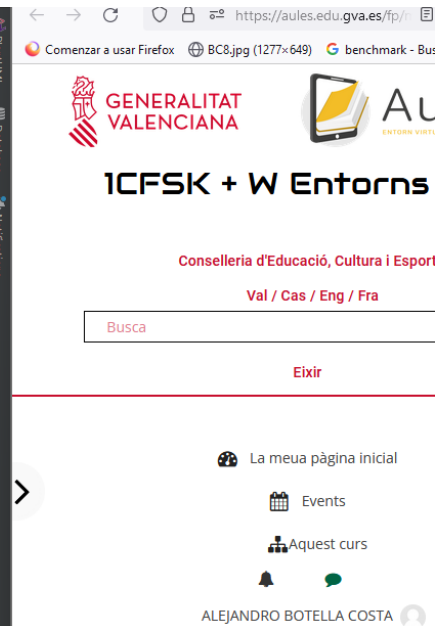 https://aules.edu.gva.es/fp/
Comenzar a usar Firefox BC8.jpg (1277×649) G benchmark - Bus
GENERALITAT
VALENCIANA
Au
ENTORN VIRTU
1CFSK + W Entorns
Conselleria d'Educació, Cultura i Esport
Val / Cas / Eng / Fra
Busca
Eixir
La meua pàgina inicial
Events
Aquest curs
ALEJANDRO BOTELLA COSTA